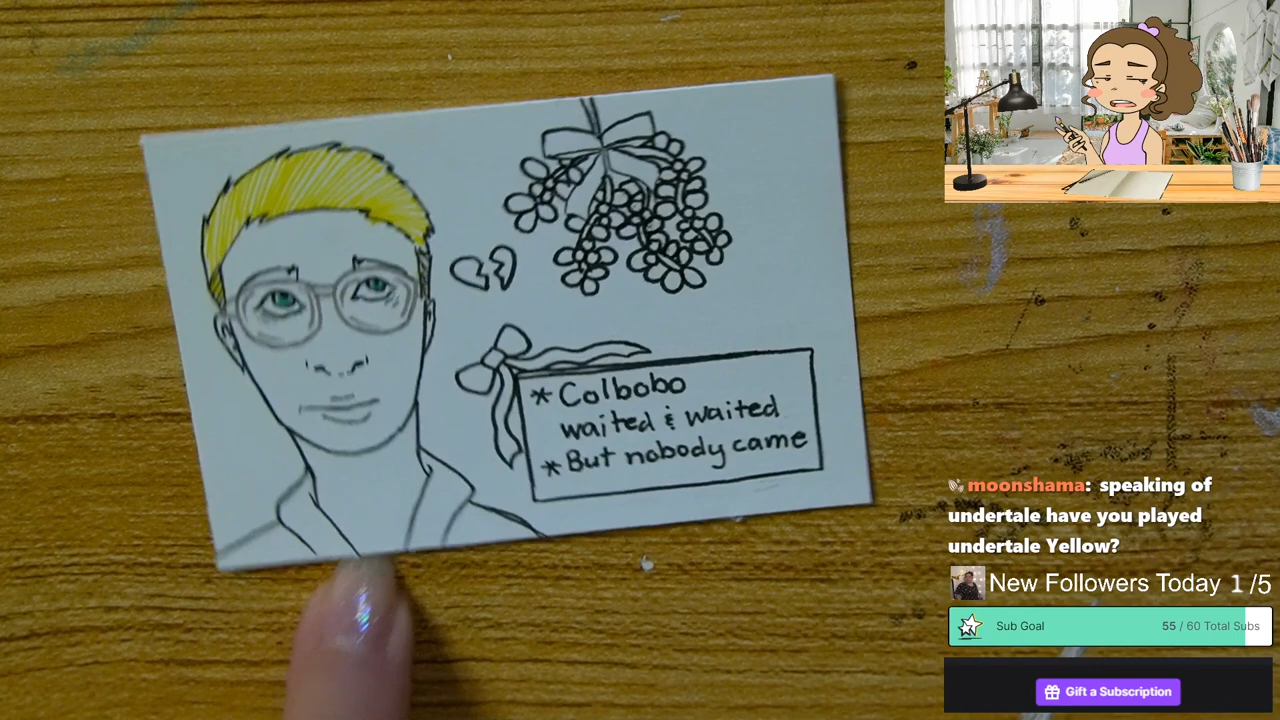 * Colbobo
waited & waited
* But nobody came
moonshama: speaking of
undertale have you played
undertale Yellow?
New Followers Today 1 /5
Sub Goal
55 / 60 Total Subs
Gift a Subscription